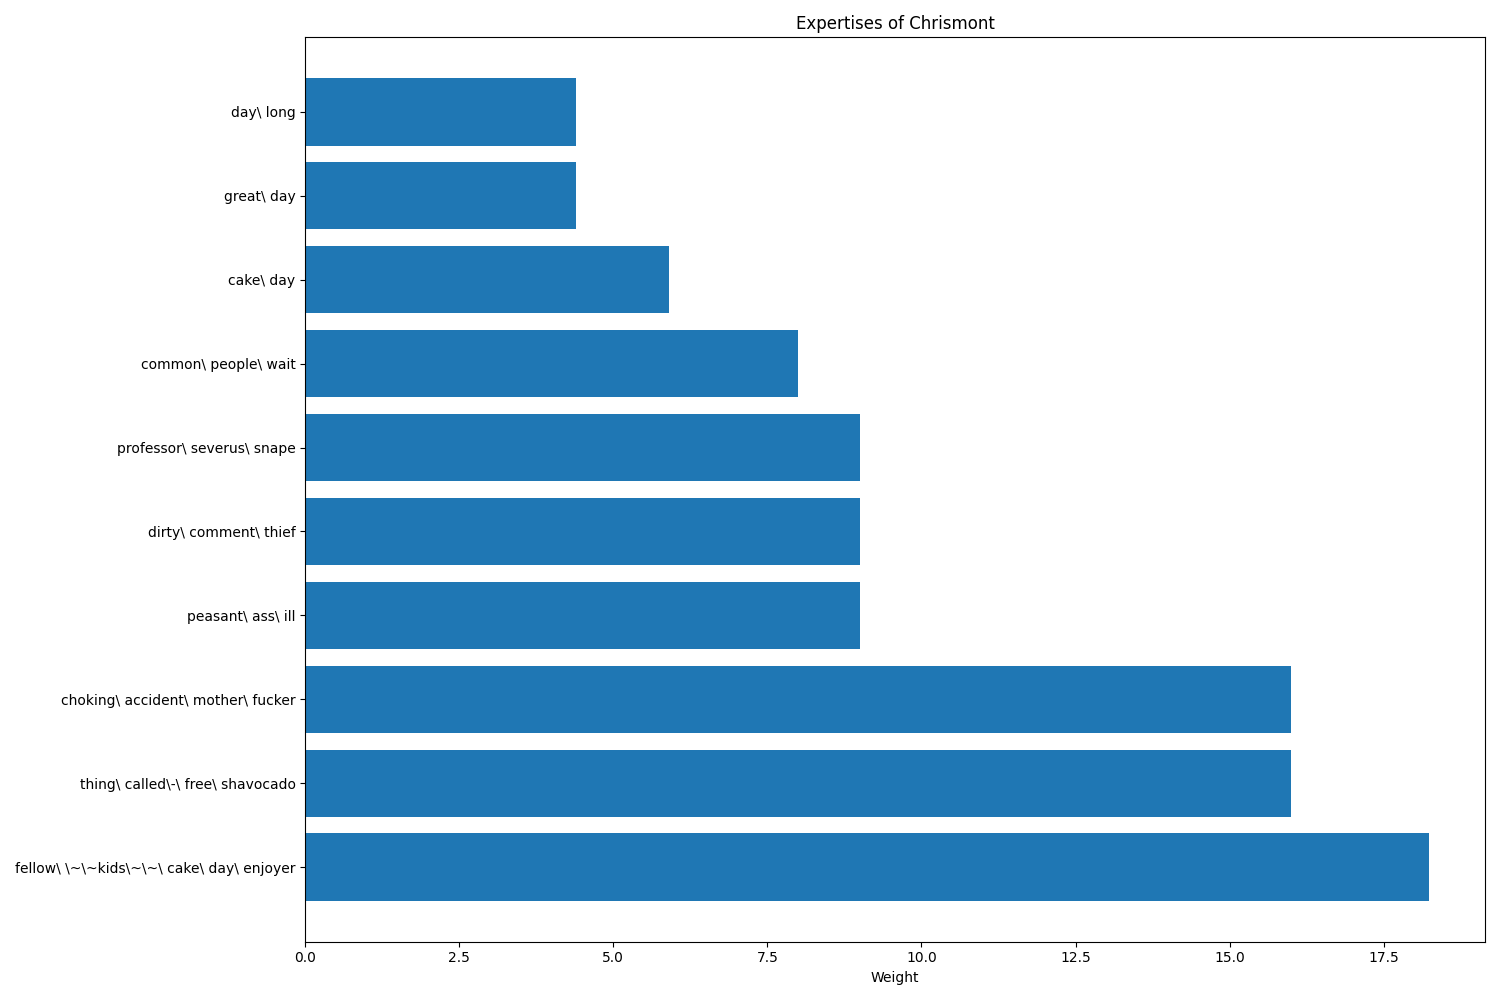 Expertises of Chrismont
day\ long
great\ day
cake\ day
common\ people\ wait
professor\ severus\ snape
dirty\ comment\ thief
peasant\ ass\ ill
choking\ accident\ mother\ fucker
thing\ called\-\ free\ shavocado
fellow\ \~\~kids\~\~\ cake\ day\ enjoyer
0.0 2.5 5.0 7.5 10.0 12.5 15.0 17.5
Weight